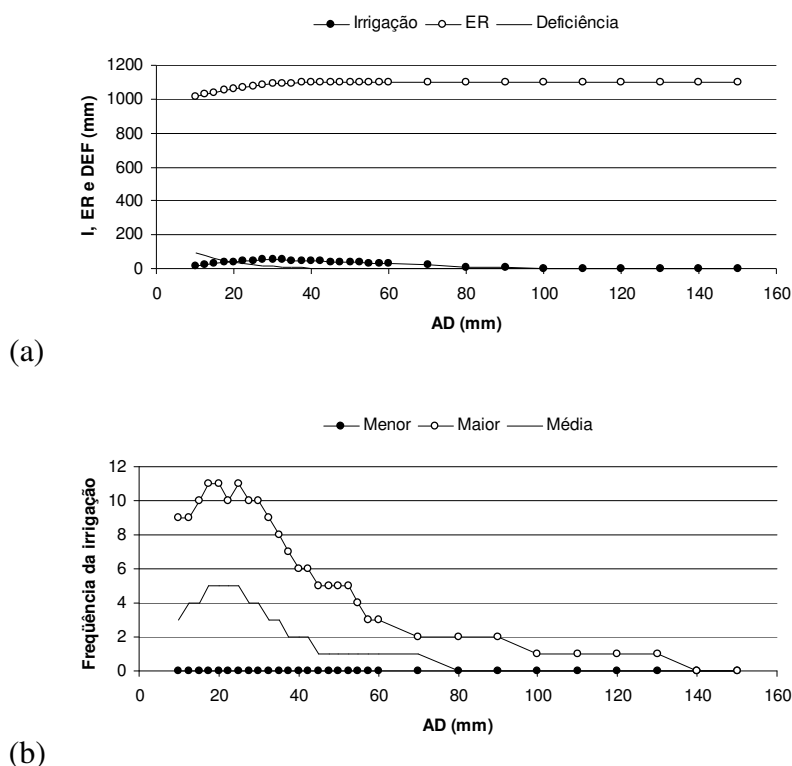 Irrigação ER Deficiência
1200
1000
800
600
400
200
0
I, ER e DEF (mm)
0 20 40 60 80 100 120 140 160
AD (mm)
(a)
Menor Maior Média
12
10
8
6
4
2
0
Freqüência da irrigação
0 20 40 60 80 100 120 140 160
AD (mm)
(b)